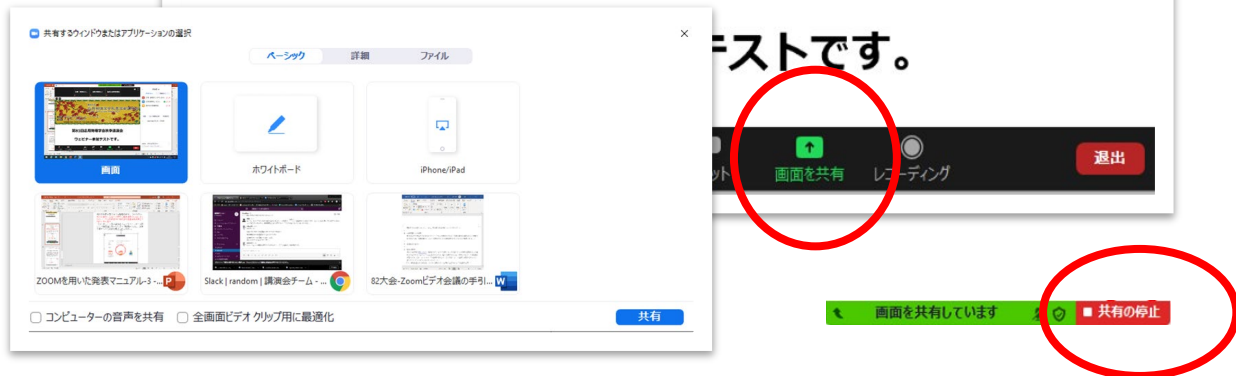 共有するウィンドウまたはアプリケーションの選択
ベーシック 詳細 ファイル
画面
ホワイトボード
iPhone/iPad
ZOOMを用いた発表マニュアル-3 -...
Slack | random | 講演会チーム - ...
82大会-Zoomビデオ会議の手引...
コンピューターの音声を共有
全画面ビデオ クリップ用に最適化
共有
テストです。
ット
画面を共有
レコーディング
退出
画面を共有しています
共有の停止